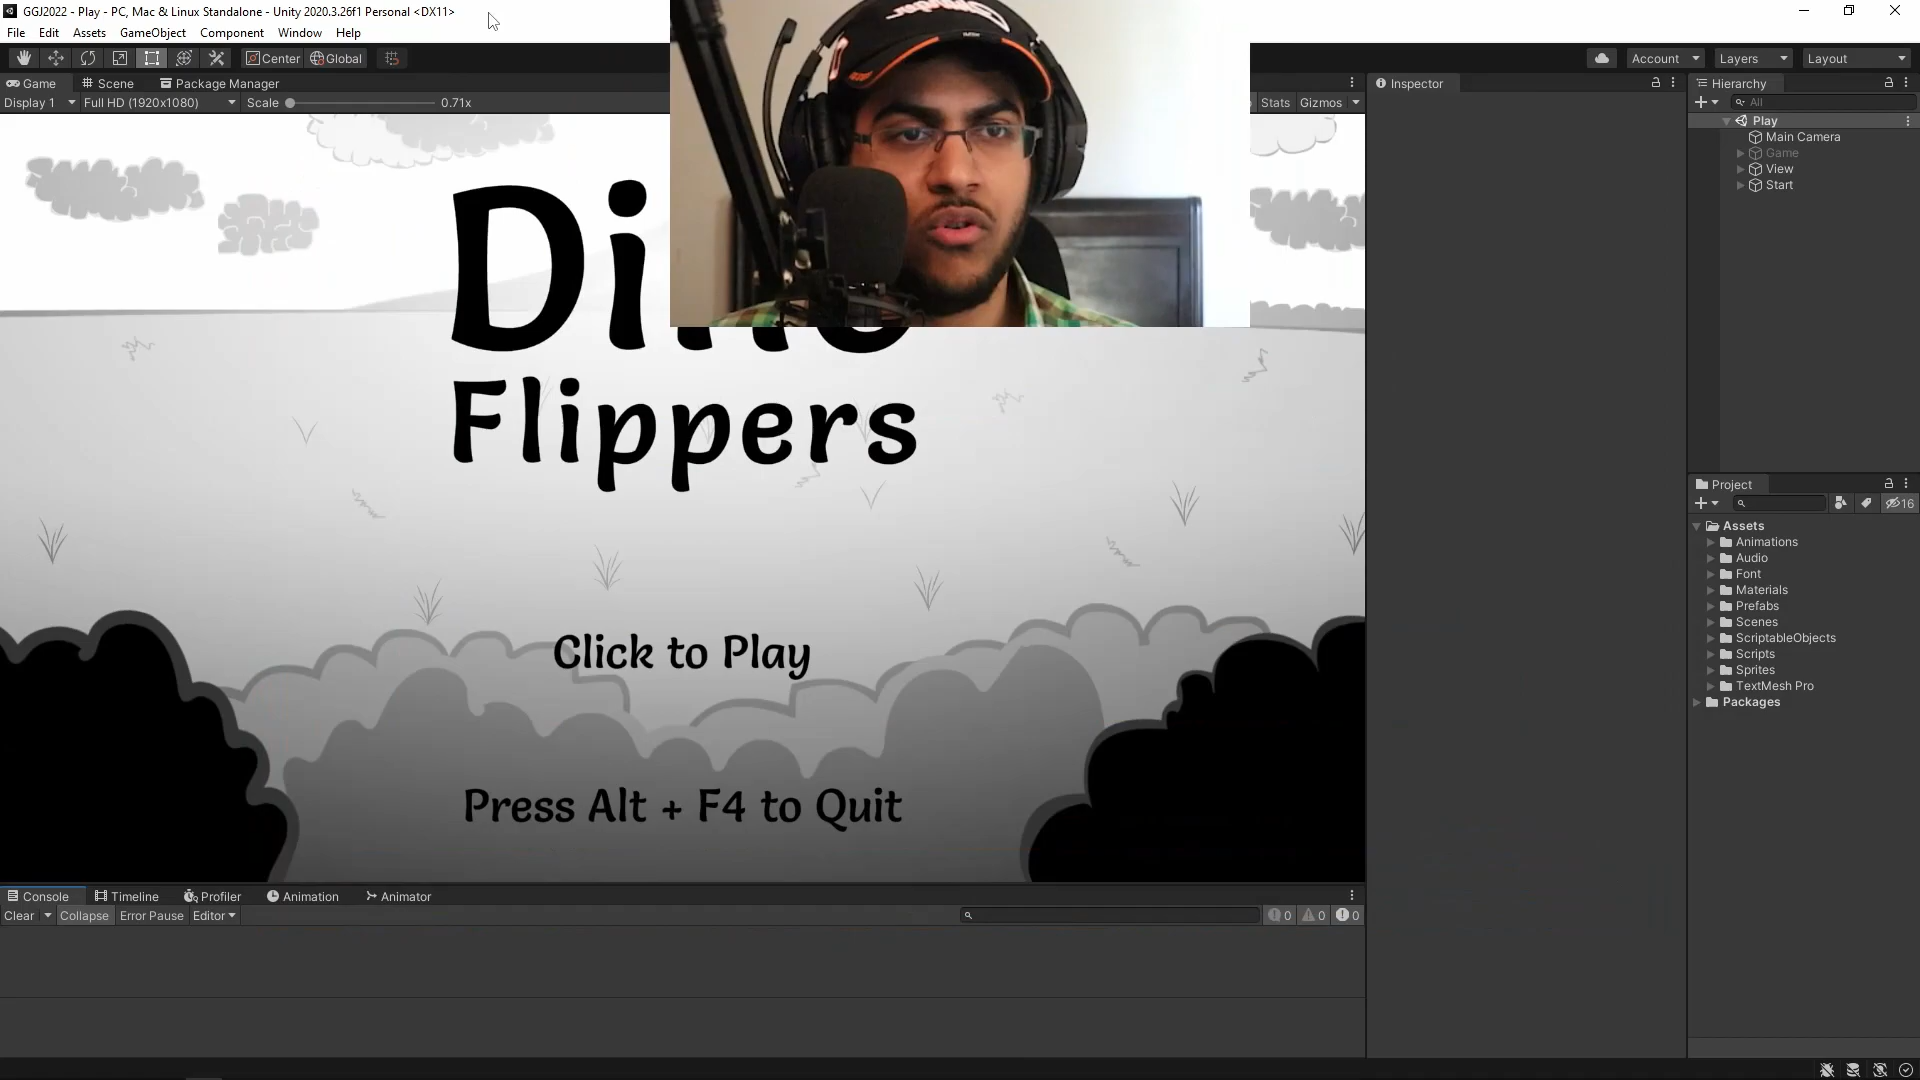 GGJ2022 - Play - PC, Mac & Linux Standalone - Unity 2020.3.26f1 Personal <DX11>
File Edit Assets GameObject Component Window Help
Center Global
Account Layers Layout
Game Scene Package Manager
Inspector
Hierarchy
Display 1 Full HD (1920x1080) Scale 0.71x
Stats Gizmos
All
Play
Main Camera
Game
View
Start
Flippers
Click to Play
Press Alt + F4 to Quit
Project
16
Assets
Animations
Audio
Font
Materials
Prefabs
Scenes
ScriptableObjects
Scripts
Sprites
TextMesh Pro
Packages
Console Timeline Profiler Animation Animator
Clear Collapse Error Pause Editor
0 0 0